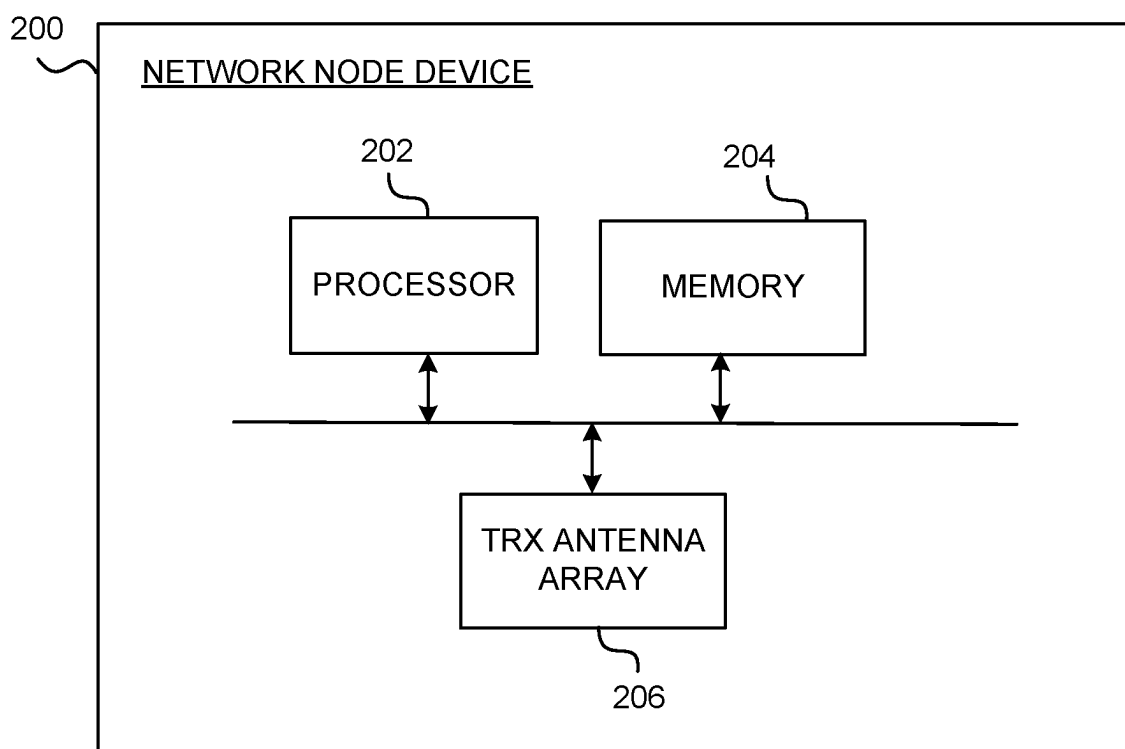 200
NETWORK NODE DEVICE
202
204
PROCESSOR
MEMORY
TRX ANTENNA
ARRAY
206